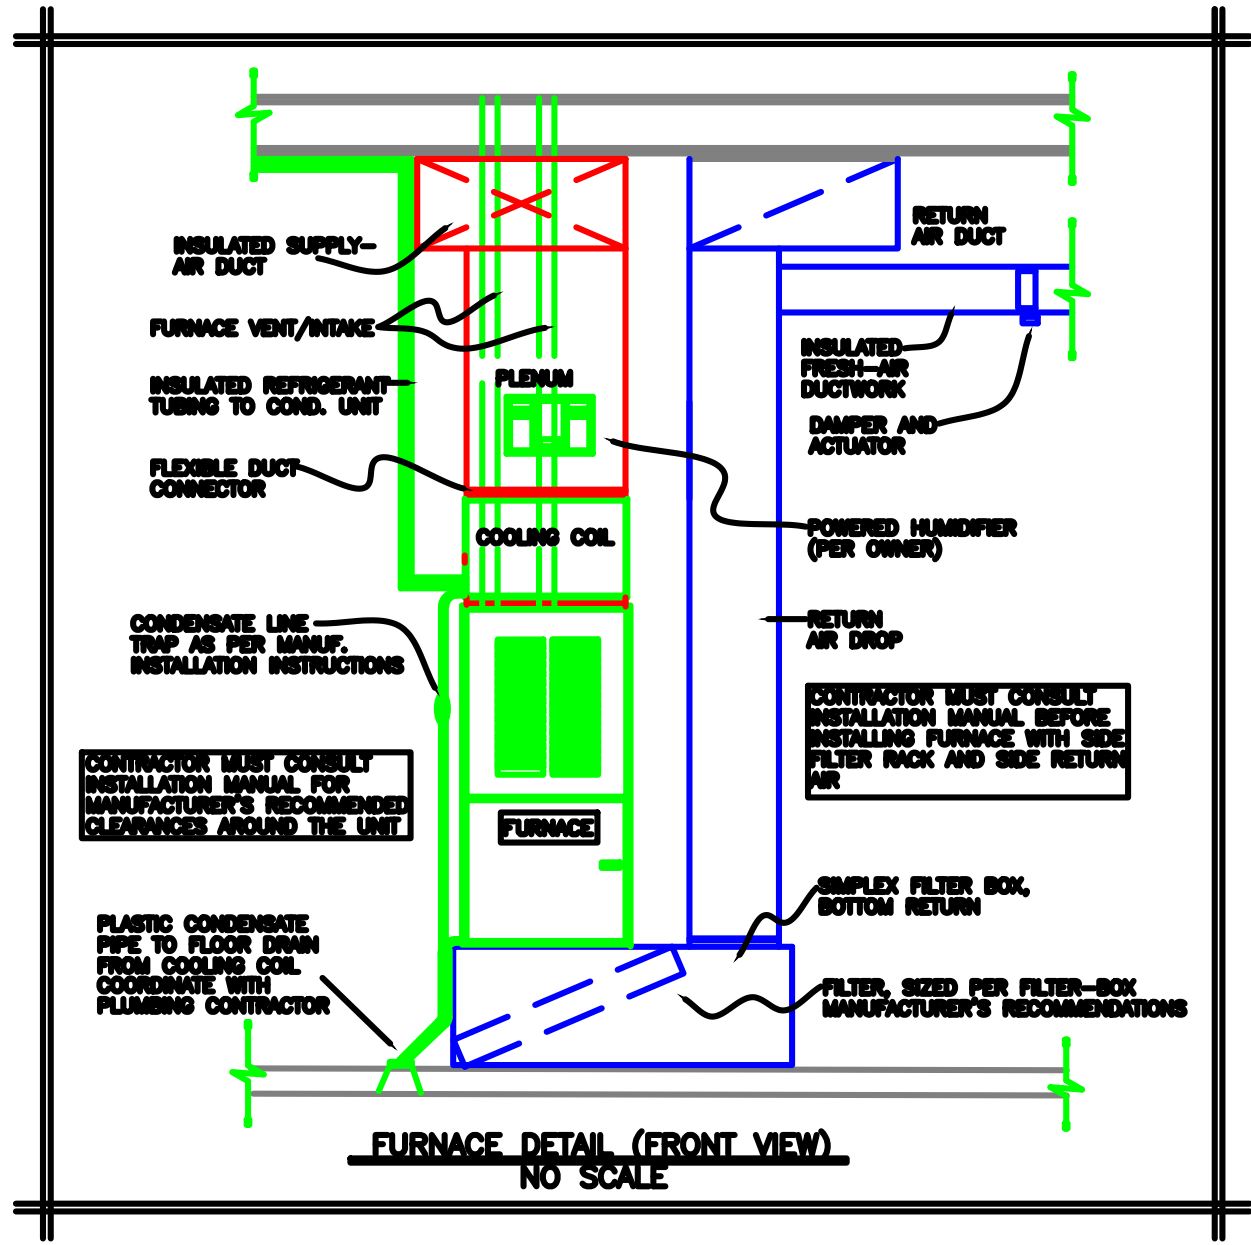 INSULATED SUPPLY-
AIR DUCT
FURNACE VENT/INTAKE
INSULATED REFRIGERANT
TUBING TO COND. UNIT
FLEXIBLE DUCT
CONNECTOR
CONDENSATE LINE
TRAP AS PER MANUF.
INSTALLATION INSTRUCTIONS
CONTRACTOR MUST CONSULT
INSTALLATION MANUAL FOR
MANUFACTURER'S RECOMMENDED
CLEARANCES AROUND THE UNIT
PLASTIC CONDENSATE
PIPE TO FLOOR DRAIN
FROM COOLING COIL
COORDINATE WITH
PLUMBING CONTRACTOR
PLENUM
COOLING COIL
FURNACE
RETURN
AIR DUCT
INSULATED
FRESH-AIR
DUCTWORK
DAMPER AND
ACTUATOR
POWERED HUMIDIFIER
(PER OWNER)
RETURN
AIR DROP
CONTRACTOR MUST CONSULT
INSTALLATION MANUAL BEFORE
INSTALLING FURNACE WITH SIDE
FILTER RACK AND SIDE RETURN
AIR
SIMPLEX FILTER BOX,
BOTTOM RETURN
FILTER, SIZED PER FILTER-BOX
MANUFACTURER'S RECOMMENDATIONS
FURNACE DETAIL (FRONT VIEW)
NO SCALE